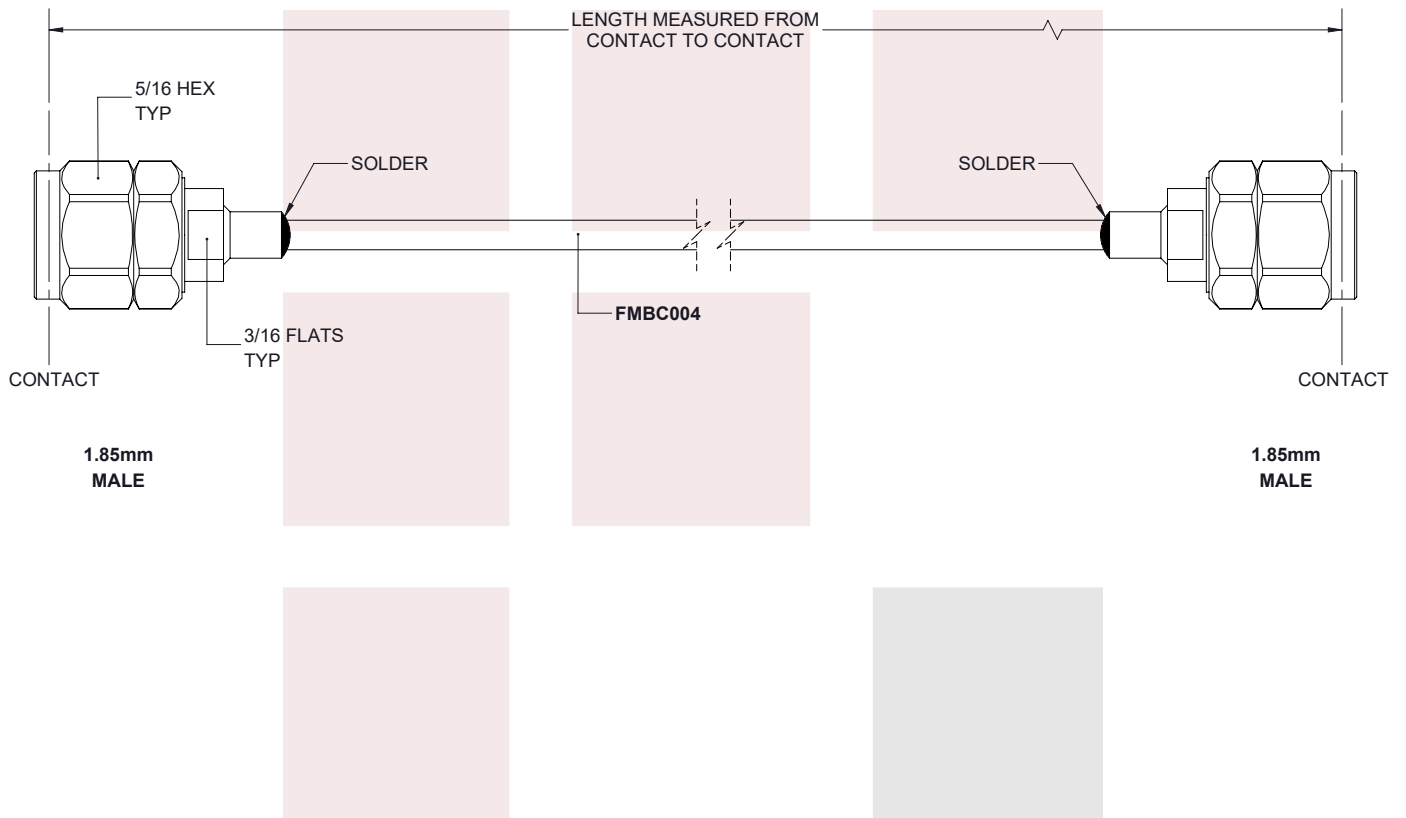 LENGTH MEASURED FROM
CONTACT TO CONTACT
5/16 HEX
TYP
SOLDER
SOLDER
FMBC004
3/16 FLATS
TYP
CONTACT
CONTACT
1.85mm
MALE
1.85mm
MALE